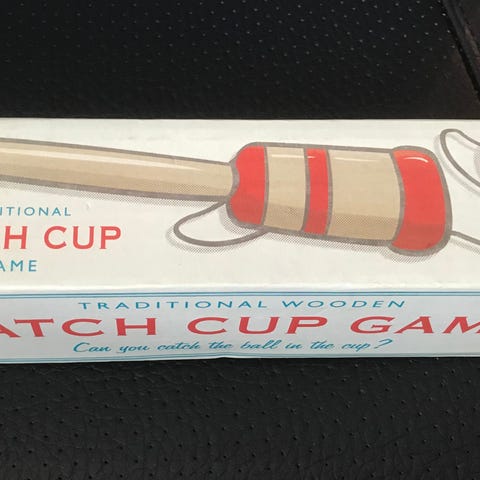 ITIONAL
H CUP
AME
TRADITIONAL WOODEN
ATCH CUP GAM
Can you catch the ball in the cup?